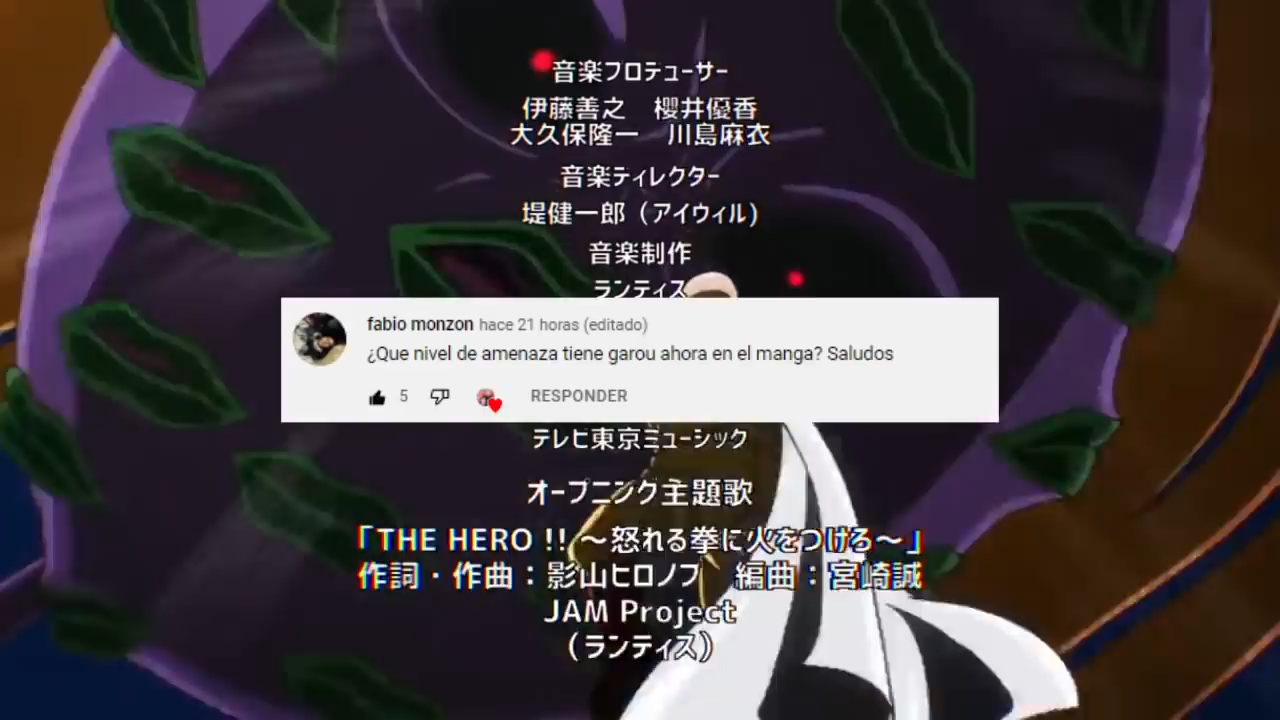 音楽プロデューサー
伊藤善之 櫻井優香
大久保隆一 川島麻衣
音楽ディレクター
堤健一郎（アイウィル）
音楽制作
ランティス
fabio monzon hace 21 horas (editado)
¿Que nivel de amenaza tiene garou ahora en el manga? Saludos
5 RESPONDER
テレビ東京ミュージック
オープニング主題歌
「THE HERO !! ～怒れる拳に火をつけろ～」
作詞・作曲：影山ヒロノブ 編曲：宮崎誠
JAM Project
（ランティス）